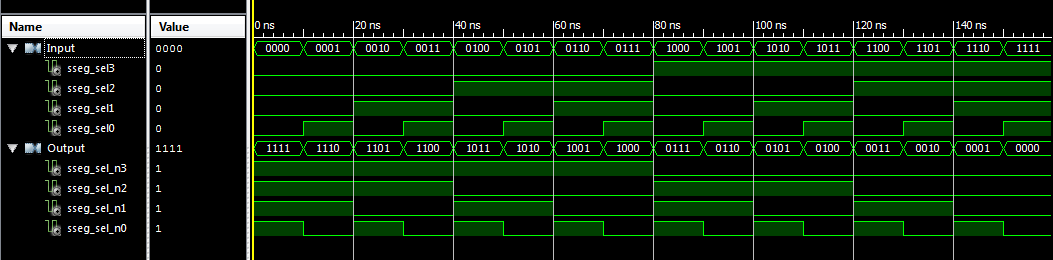 Name Value 0 ns 20 ns 40 ns 60 ns 80 ns 100 ns 120 ns 140 ns
Input 0000 0000 0001 0010 0011 0100 0101 0110 0111 1000 1001 1010 1011 1100 1101 1110 1111
sseg_sel3 0
sseg_sel2 0
sseg_sel1 0
sseg_sel0 0
Output 1111 1111 1110 1101 1100 1011 1010 1001 1000 0111 0110 0101 0100 0011 0010 0001 0000
sseg_sel_n3 1
sseg_sel_n2 1
sseg_sel_n1 1
sseg_sel_n0 1